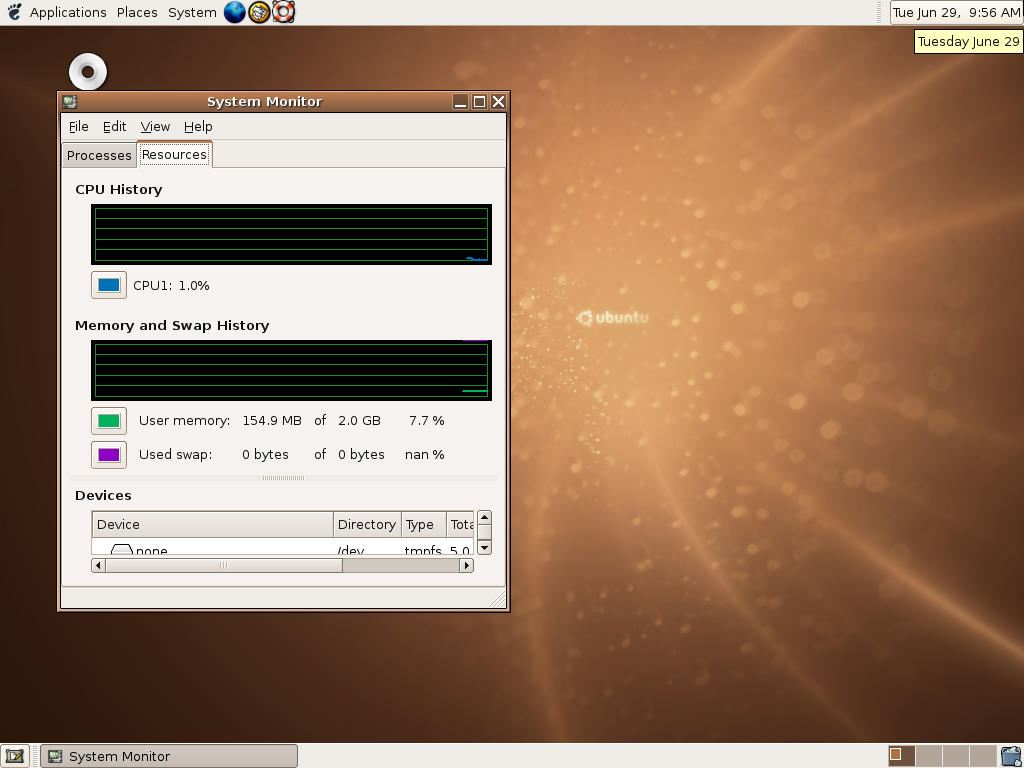 Applications Places System Tue Jun 29, 9:56 AM
Tuesday June 29
System Monitor
File Edit View Help
Processes Resources
CPU History
CPU1: 1.0%
ubuntu
Memory and Swap History
User memory: 154.9 MB of 2.0 GB 7.7 %
Used swap: 0 bytes of 0 bytes nan %
Devices
Device Directory Type Tota
none /dev tmpfs 5.0
System Monitor